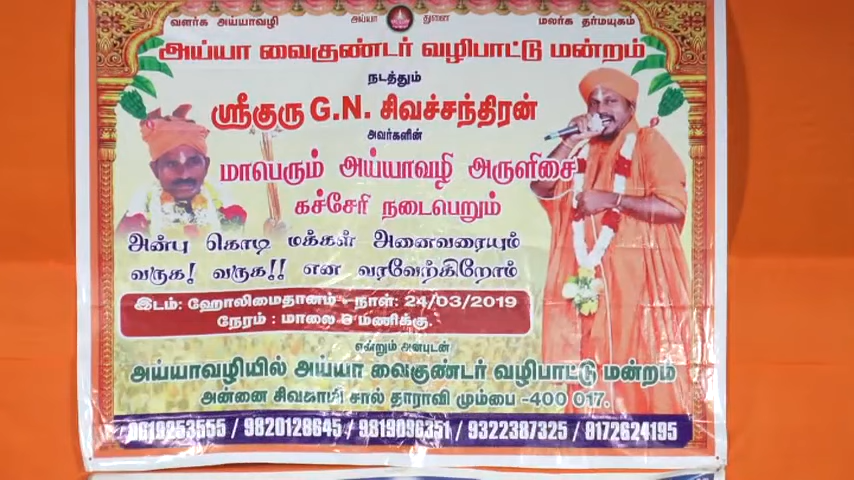 வளர்க அய்யாவழி அய்யா துணை மலர்க தர்மயுகம்
அய்யா வைகுண்டர் வழிபாட்டு மன்றம்
நடத்தும்
ஸ்ரீகுரு G.N. சிவச்சந்திரன்
அவர்களின்
மாபெரும் அய்யாவழி அருளிசை
கச்சேரி நடைபெறும்
அன்பு கொடி மக்கள் அனைவரையும்
வருக! வருக!! என வரவேற்கிறோம்
இடம்: ஹோலிமைதானம் - நாள்: 24/03/2019
நேரம் : மாலை 6 மணிக்கு.
என்றும் அன்புடன்
அய்யாவழியில் அய்யா வைகுண்டர் வழிபாட்டு மன்றம்
அன்னை சிவகாமி சால் தாராவி மும்பை -400 017.
9619253555 / 9820128645 / 9819096351 / 9322387325 / 8172624195